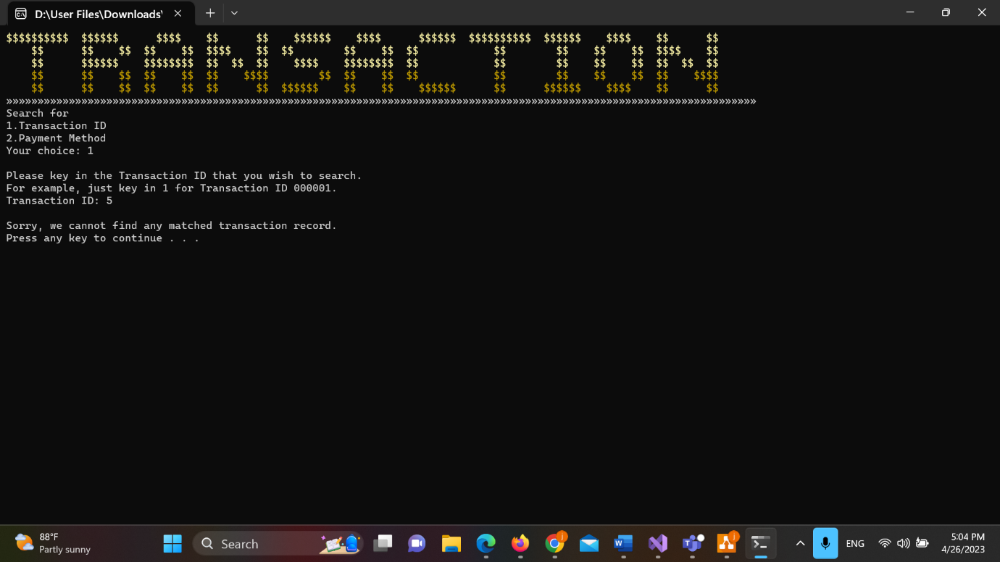 D:\User Files\Downloads'
TRANSACTION
»»»»»»»»»»»»»»»»»»»»»»»»»»»»»»»»»»»»»»»»»»»»»»»»»»»»»»»»»»»»»»»»»»»»»»»»»»»»»»»»»»»»»»»»»»»»»»»»»»»»»»»»»»»»»»»»»»»»»»»»
Search for
1.Transaction ID
2.Payment Method
Your choice: 1
Please key in the Transaction ID that you wish to search.
For example, just key in 1 for Transaction ID 000001.
Transaction ID: 5
Sorry, we cannot find any matched transaction record.
Press any key to continue . . .
88°F
Partly sunny
Search
ENG
5:04 PM
4/26/2023